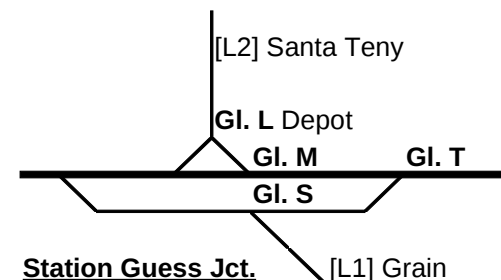 [L2] Santa Teny
Gl. L Depot
Gl. M
Gl. T
Gl. S
Station Guess Jct.
[L1] Grain